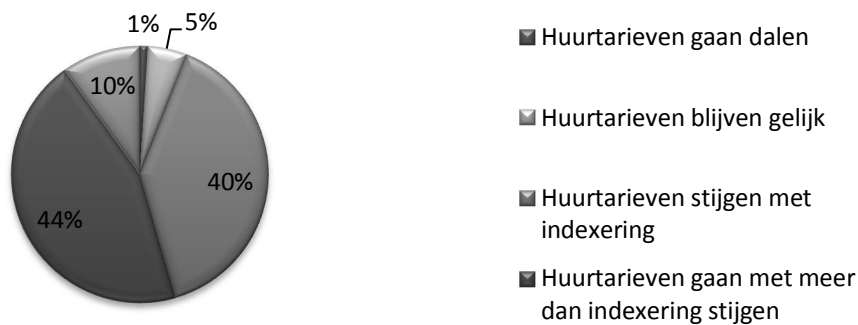 1%
5%
10%
40%
44%
Huurtarieven gaan dalen
Huurtarieven blijven gelijk
Huurtarieven stijgen met
indexering
Huurtarieven gaan met meer
dan indexering stijgen